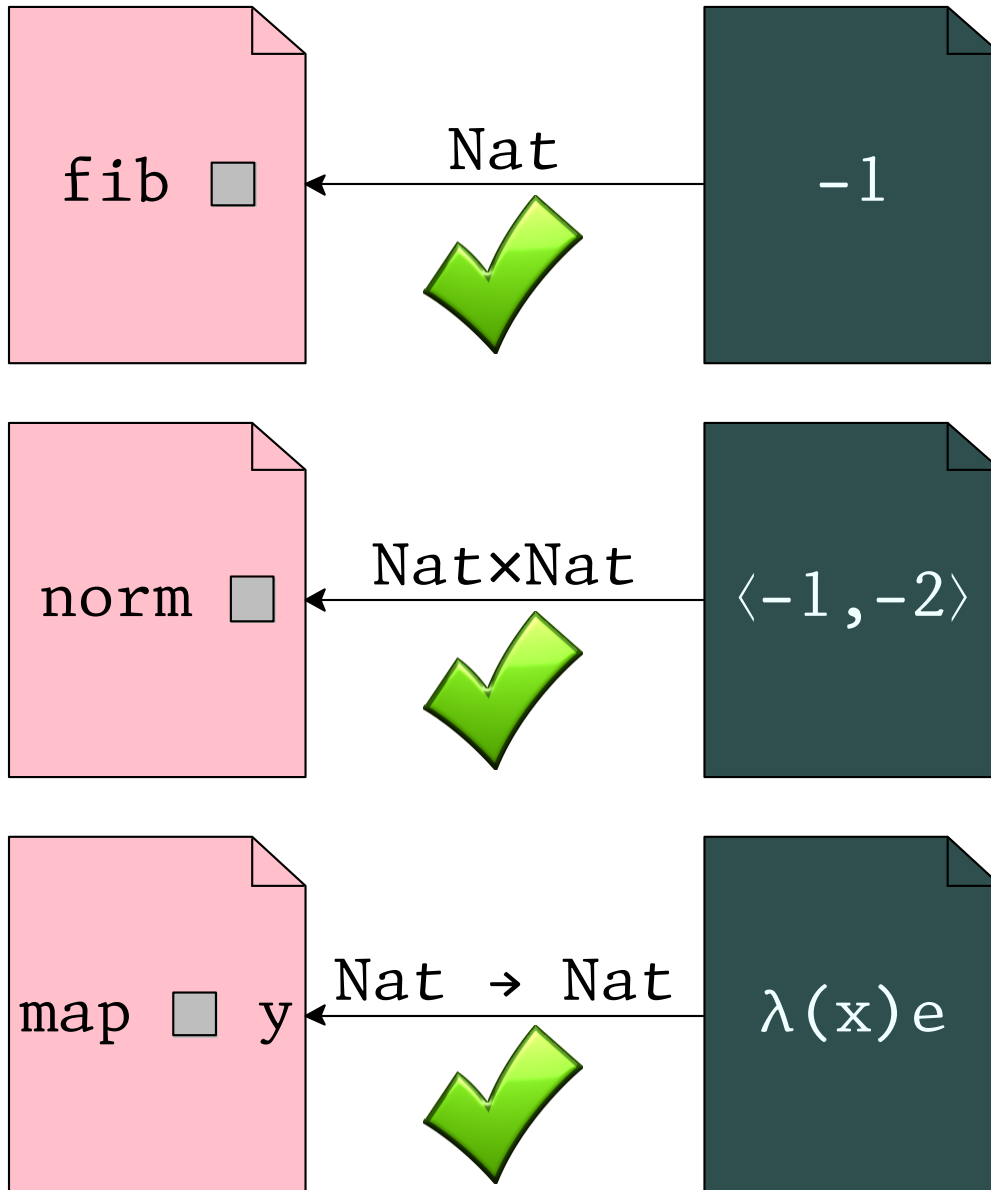 Nat
fib
-1
Nat×Nat
norm
⟨-1,-2⟩
Nat → Nat
map y
λ(x)e